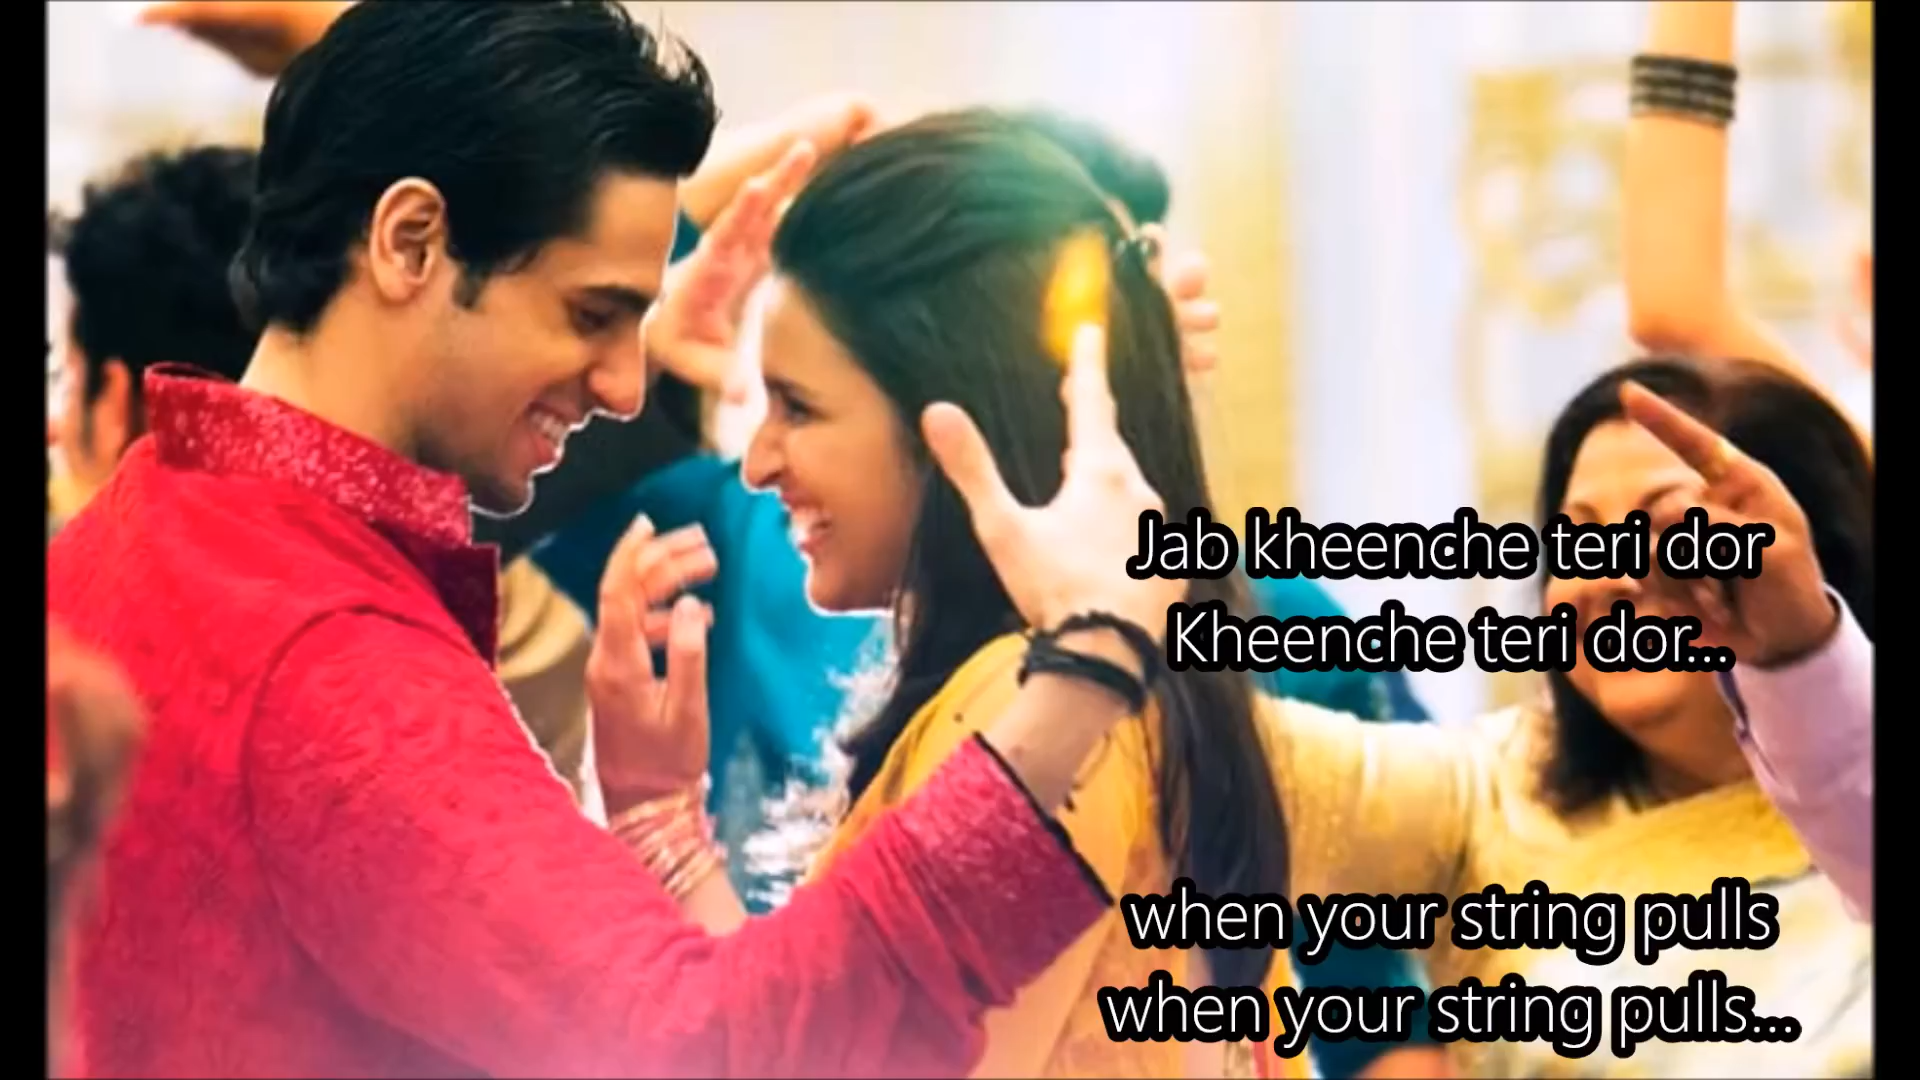 Jab kheenche teri dor
Kheenche teri dor...
when your string pulls
when your string pulls...